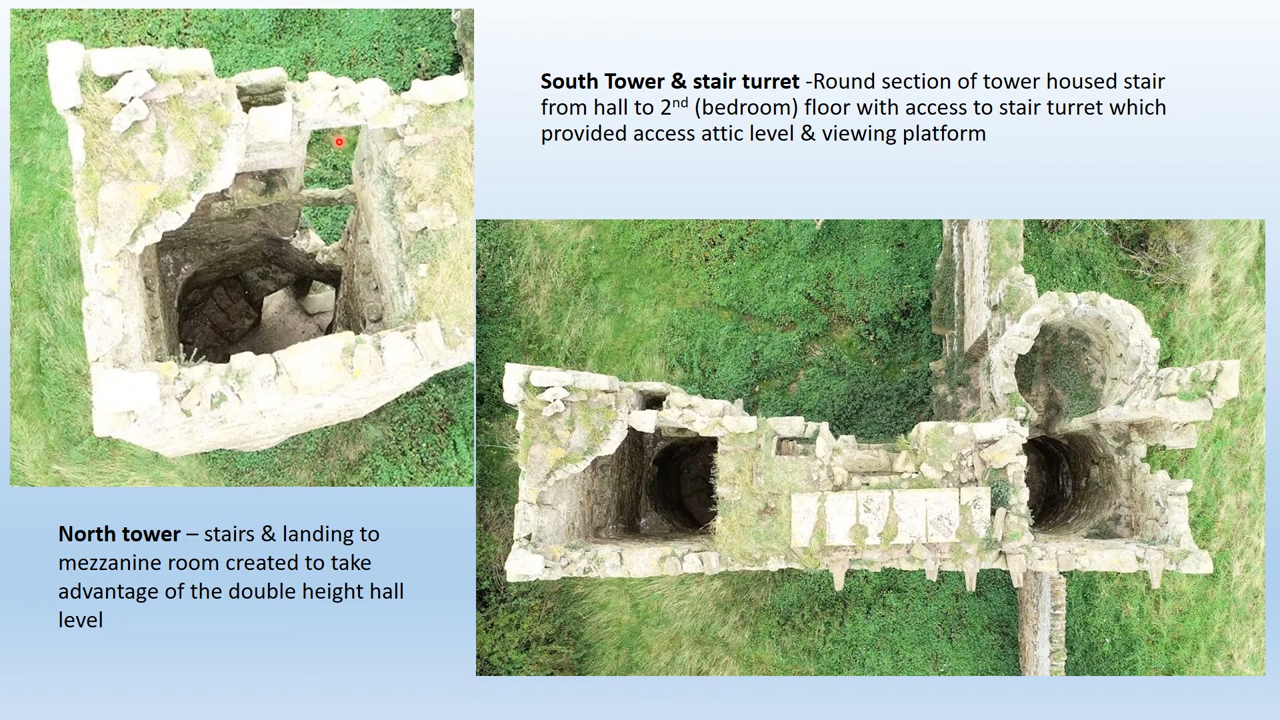 South Tower & stair turret -Round section of tower housed stair
from hall to 2nd (bedroom) floor with access to stair turret which
provided access attic level & viewing platform
North tower – stairs & landing to
mezzanine room created to take
advantage of the double height hall
level